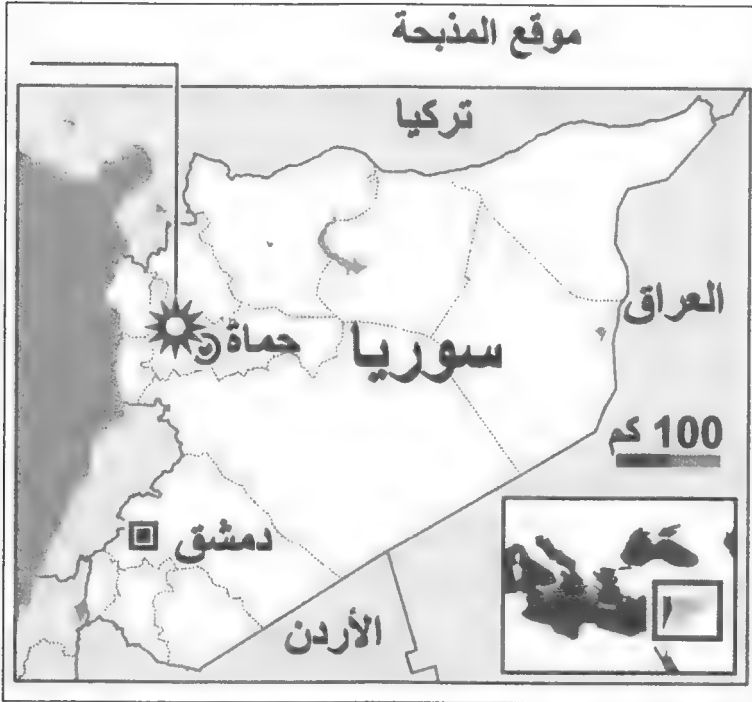 موقع المذبحة
تركيا
العراق
حماة
سوريا
100 كم
دمشق
الأردن